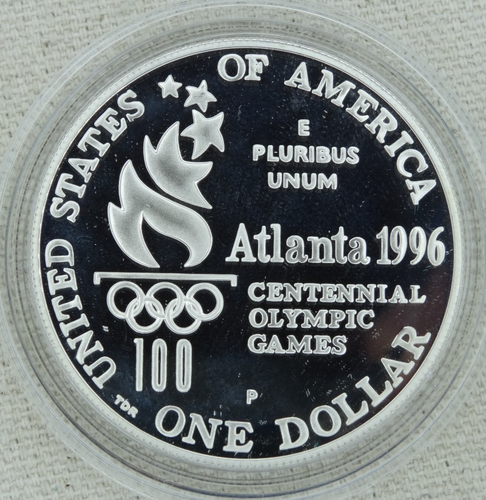 UNITED STATES OF AMERICA
E
PLURIBUS
UNUM
Atlanta 1996
CENTENNIAL
OLYMPIC
GAMES
100
P
TDR
ONE DOLLAR